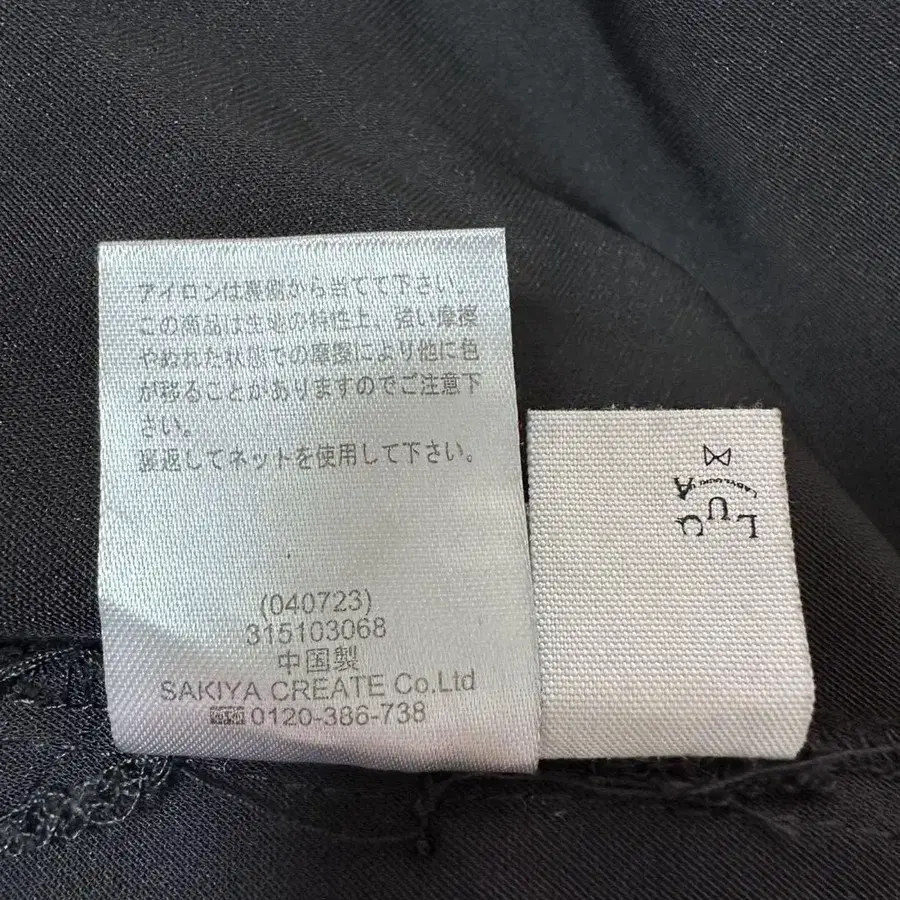 アイロンは裏側から当てて下さい。
この商品は生地の特性上、強い摩擦
やぬれた状態での摩擦により他に色
が移ることがありますのでご注意下
さい。
裏返してネットを使用して下さい。
(040723)
315103068
中国製
SAKIYA CREATE Co.Ltd
0120-386-738
LUCA